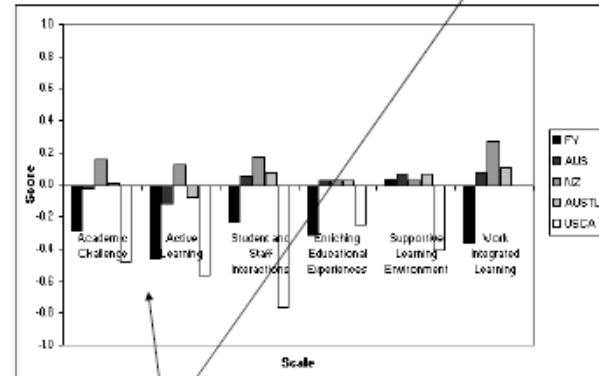 1.0
0.8
0.6
0.4
0.2
0.0
-0.2
-0.4
-0.6
-0.8
-1.0
Score
Academic
Challenge
Active
Learning
Student and
Staff
Interactions
Enriching
Educational
Experiences
Supportive
Learning
Environment
Work
Integrated
Learning
Scale
FY
AUS
NZ
AUSTL